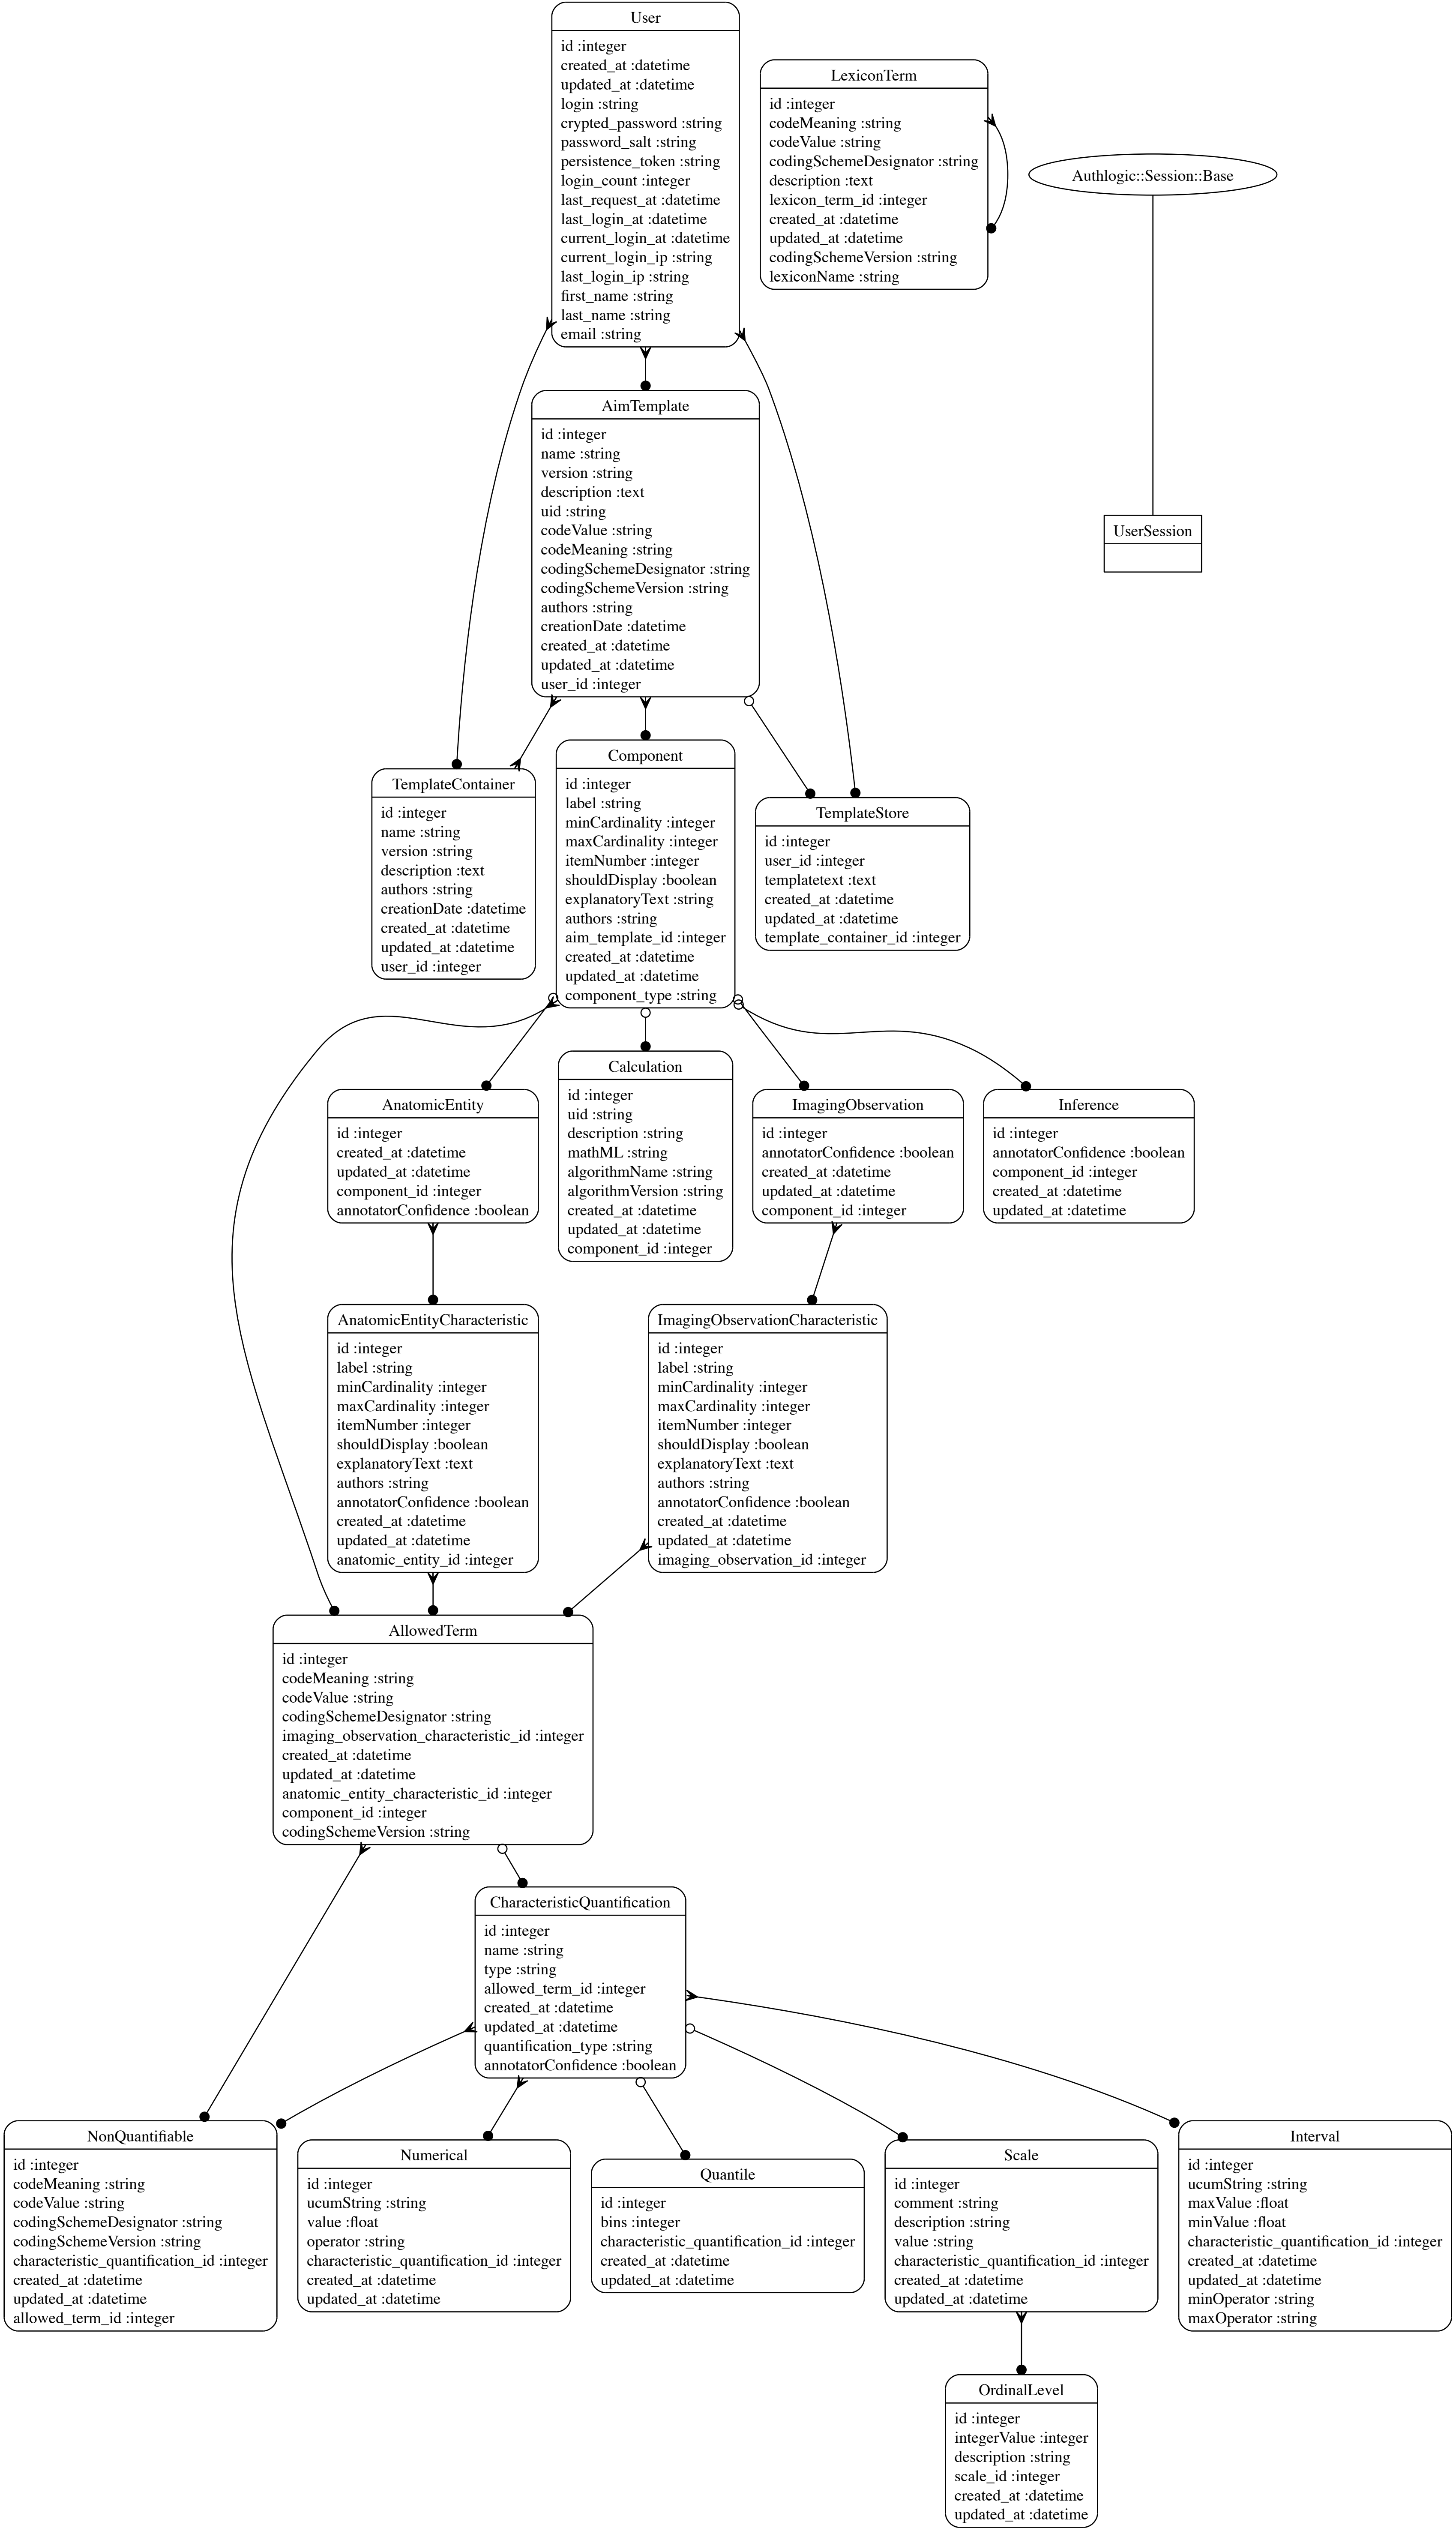 User
id :integer
created_at :datetime
updated_at :datetime
login :string
crypted_password :string
password_salt :string
persistence_token :string
login_count :integer
last_request_at :datetime
last_login_at :datetime
current_login_at :datetime
current_login_ip :string
last_login_ip :string
first_name :string
last_name :string
email :string
LexiconTerm
id :integer
codeMeaning :string
codeValue :string
codingSchemeDesignator :string
description :text
lexicon_term_id :integer
created_at :datetime
updated_at :datetime
codingSchemeVersion :string
lexiconName :string
Authlogic::Session::Base
UserSession
AimTemplate
id :integer
name :string
version :string
description :text
uid :string
codeValue :string
codeMeaning :string
codingSchemeDesignator :string
codingSchemeVersion :string
authors :string
creationDate :datetime
created_at :datetime
updated_at :datetime
user_id :integer
TemplateContainer
id :integer
name :string
version :string
description :text
authors :string
creationDate :datetime
created_at :datetime
updated_at :datetime
user_id :integer
Component
id :integer
label :string
minCardinality :integer
maxCardinality :integer
itemNumber :integer
shouldDisplay :boolean
explanatoryText :string
authors :string
aim_template_id :integer
created_at :datetime
updated_at :datetime
component_type :string
TemplateStore
id :integer
user_id :integer
templatetext :text
created_at :datetime
updated_at :datetime
template_container_id :integer
AnatomicEntity
id :integer
created_at :datetime
updated_at :datetime
component_id :integer
annotatorConfidence :boolean
Calculation
id :integer
uid :string
description :string
mathML :string
algorithmName :string
algorithmVersion :string
created_at :datetime
updated_at :datetime
component_id :integer
ImagingObservation
id :integer
annotatorConfidence :boolean
created_at :datetime
updated_at :datetime
component_id :integer
Inference
id :integer
annotatorConfidence :boolean
component_id :integer
created_at :datetime
updated_at :datetime
AnatomicEntityCharacteristic
id :integer
label :string
minCardinality :integer
maxCardinality :integer
itemNumber :integer
shouldDisplay :boolean
explanatoryText :text
authors :string
annotatorConfidence :boolean
created_at :datetime
updated_at :datetime
anatomic_entity_id :integer
ImagingObservationCharacteristic
id :integer
label :string
minCardinality :integer
maxCardinality :integer
itemNumber :integer
shouldDisplay :boolean
explanatoryText :text
authors :string
annotatorConfidence :boolean
created_at :datetime
updated_at :datetime
imaging_observation_id :integer
AllowedTerm
id :integer
codeMeaning :string
codeValue :string
codingSchemeDesignator :string
imaging_observation_characteristic_id :integer
created_at :datetime
updated_at :datetime
anatomic_entity_characteristic_id :integer
component_id :integer
codingSchemeVersion :string
CharacteristicQuantification
id :integer
name :string
type :string
allowed_term_id :integer
created_at :datetime
updated_at :datetime
quantification_type :string
annotatorConfidence :boolean
NonQuantifiable
id :integer
codeMeaning :string
codeValue :string
codingSchemeDesignator :string
codingSchemeVersion :string
characteristic_quantification_id :integer
created_at :datetime
updated_at :datetime
allowed_term_id :integer
Numerical
id :integer
ucumString :string
value :float
operator :string
characteristic_quantification_id :integer
created_at :datetime
updated_at :datetime
Quantile
id :integer
bins :integer
characteristic_quantification_id :integer
created_at :datetime
updated_at :datetime
Scale
id :integer
comment :string
description :string
value :string
characteristic_quantification_id :integer
created_at :datetime
updated_at :datetime
Interval
id :integer
ucumString :string
maxValue :float
minValue :float
characteristic_quantification_id :integer
created_at :datetime
updated_at :datetime
minOperator :string
maxOperator :string
OrdinalLevel
id :integer
integerValue :integer
description :string
scale_id :integer
created_at :datetime
updated_at :datetime